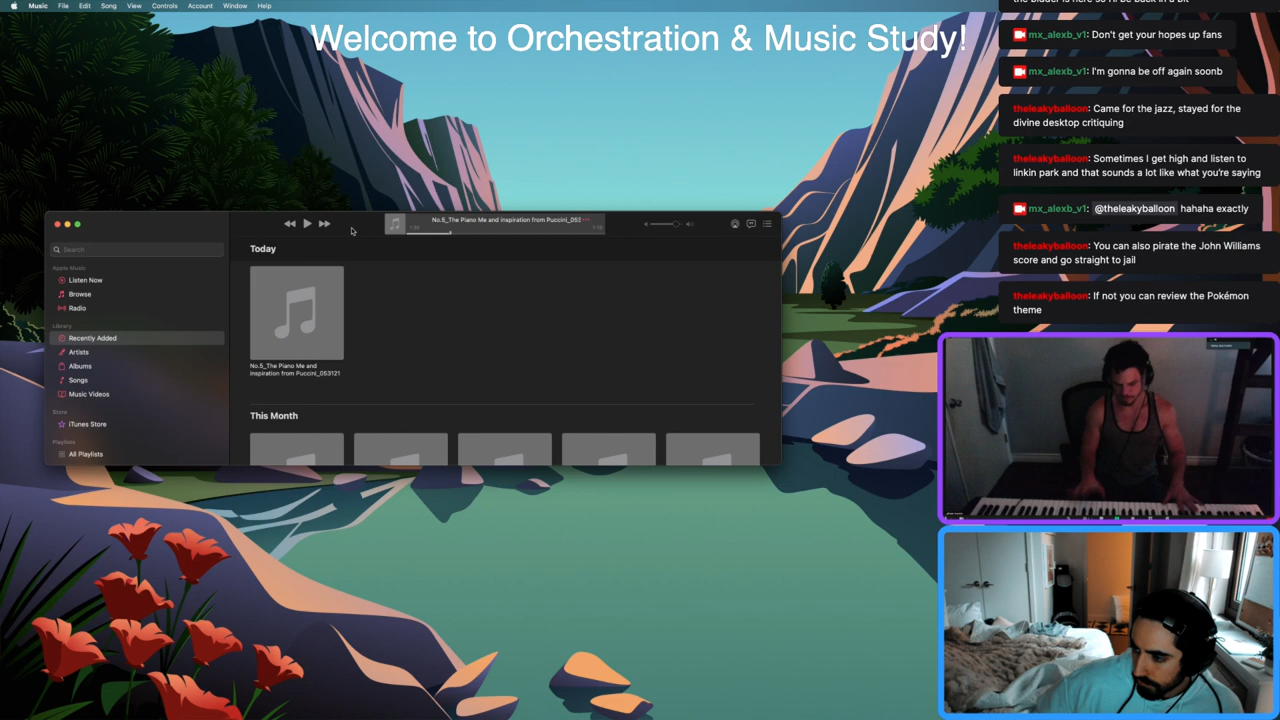 Music File Edit Song View Controls Account Window Help
Welcome to Orchestration & Music Study!
mx_alexb_v1: Don't get your hopes up fans
mx_alexb_v1: I'm gonna be off again soonb
theleakyballoon: Came for the jazz, stayed for the
divine desktop critiquing
theleakyballoon: Sometimes I get high and listen to
linkin park and that sounds a lot like what you're saying
mx_alexb_v1: @theleakyballoon hahaha exactly
theleakyballoon: You can also pirate the John Williams
score and go straight to jail
theleakyballoon: If not you can review the Pokémon
theme
No.5_The Piano Me and inspiration from Puccini_053
Search
Apple Music
Listen Now
Browse
Radio
Library
Recently Added
Artists
Albums
Songs
Music Videos
Store
iTunes Store
Playlists
All Playlists
Today
No.5_The Piano Me and
inspiration from Puccini_053121
This Month